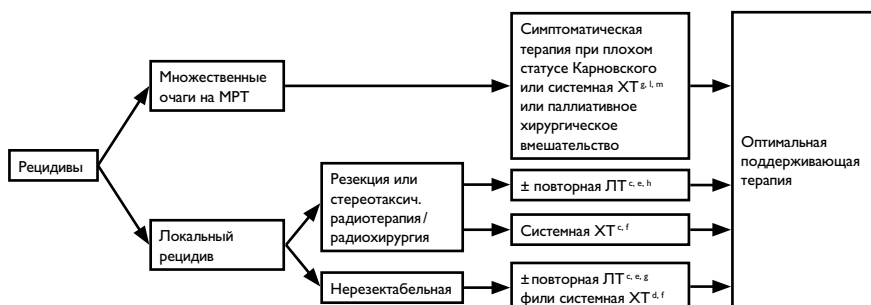 Рецидивы
Множественные
очаги на МРТ
Симптоматическая
терапия при плохом
статусе Карновского
или системная ХТ g, l, m
или паллиативное
хирургическое
вмешательство
Локальный
рецидив
Резекция или
стереотаксич.
радиотерапия/
радиохирургия
± повторная ЛТ c, e, h
Системная ХТ c, f
Нерезектабельная
± повторная ЛТ c, e, g
фили системная ХТ d, f
Оптимальная
поддерживающая
терапия